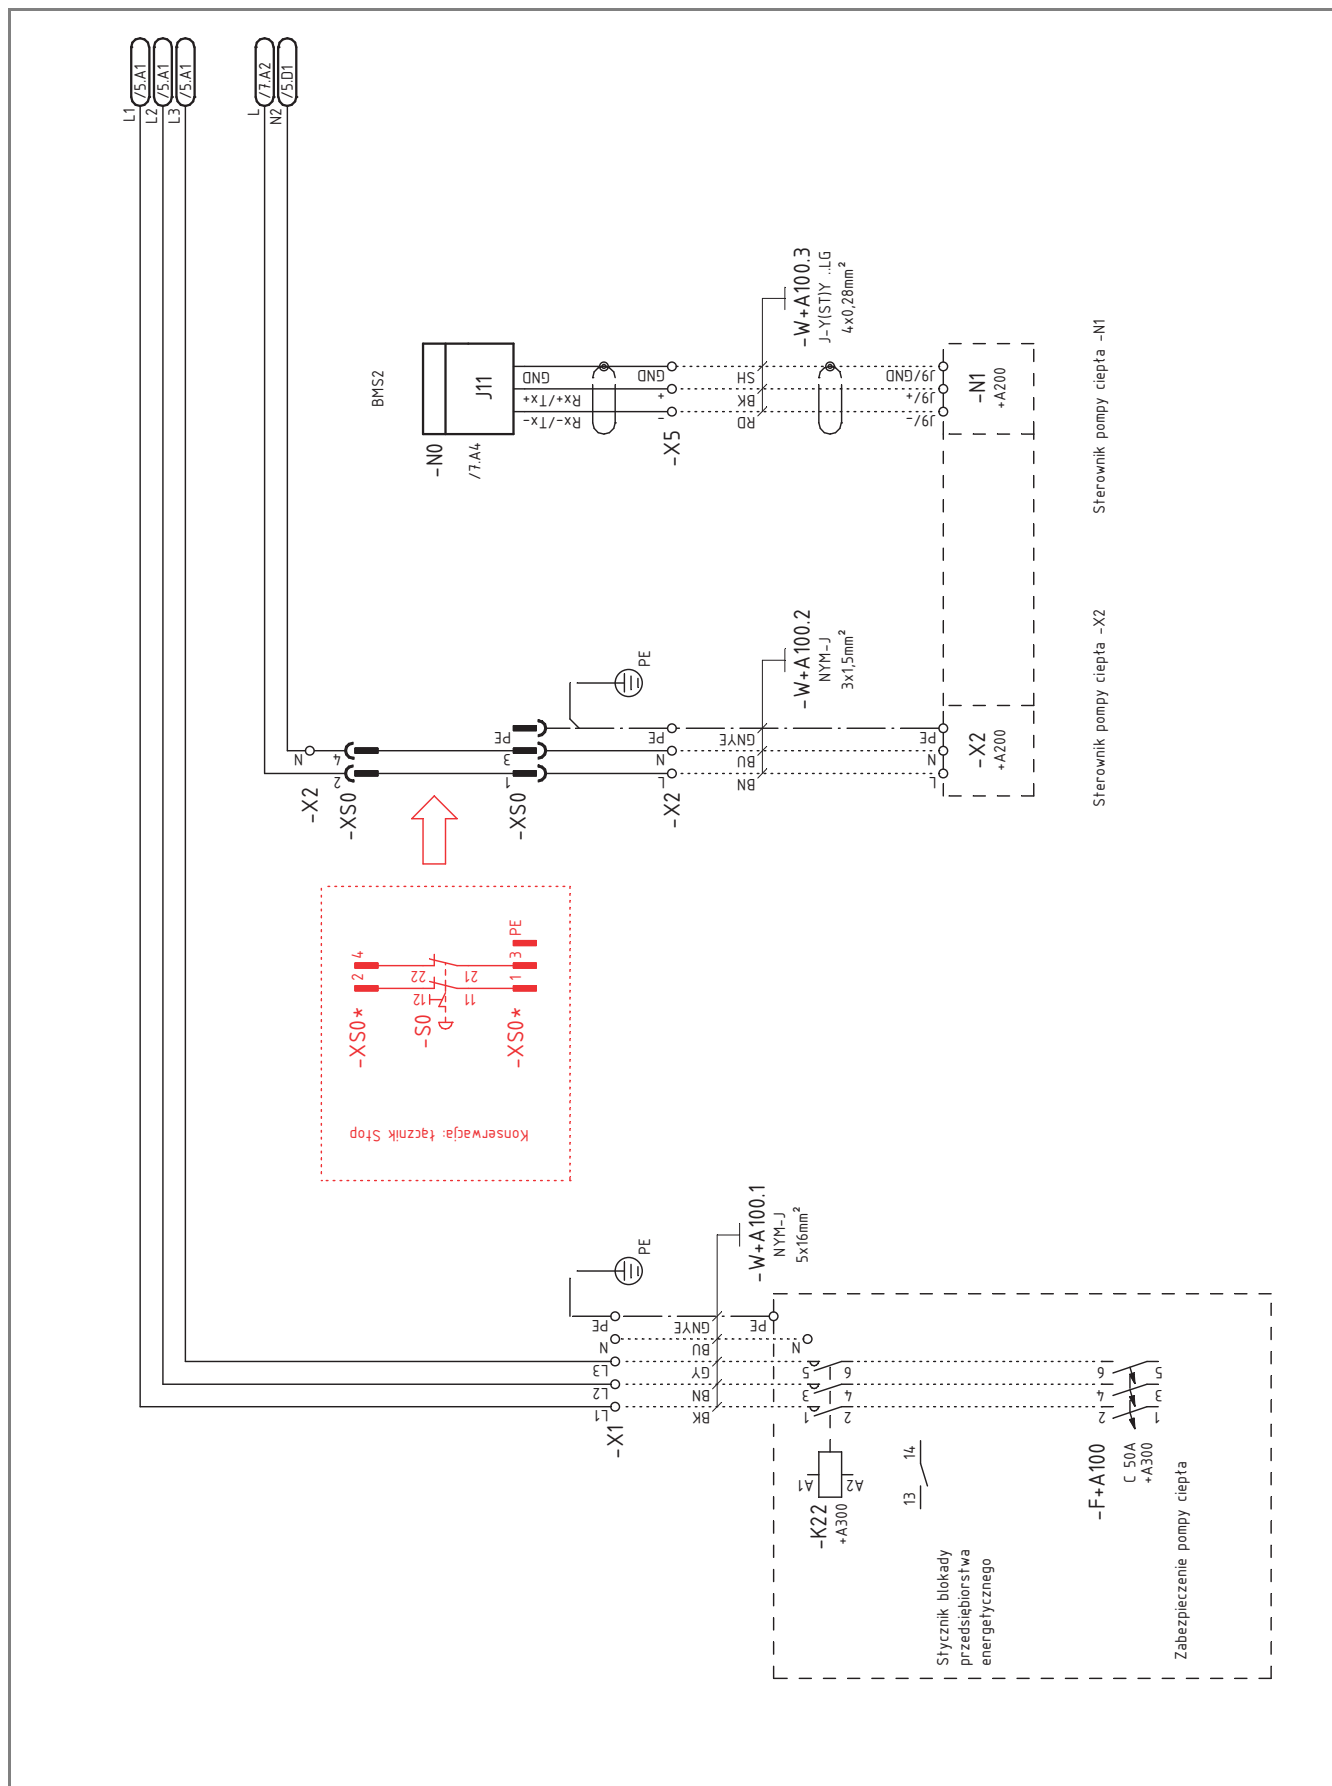 L1
/5.A1
L2
/5.A1
L3
/5.A1
L
/7.A2
N2
/5.D1
BMS2
-N0
/7.A4
J11
GND
Rx+/Tx+
Rx-/Tx-
GND
+
-
-X5
SH
BK
RD
-W+A100.3
J-Y(ST)Y ..LG
4x0,28mm²
J9/GND
J9/+
J9/-
-N1
+A200
Sterownik pompy ciepła -N1
N
-X2
4
2
-XS0
PE
3
1
-XS0
PE
PE
N
L
-X2
GNYE
BU
BN
-W+A100.2
NYM-J
3x1,5mm²
PE
N
L
-X2
+A200
Sterownik pompy ciepła -X2
-XS0*
2
4
-S0
12
22
11
21
-XS0*
1
3
PE
Konserwacja: łącznik Stop
PE
PE
N
L3
L2
L1
-X1
GNYE
BU
GY
BN
BK
-W+A100.1
NYM-J
5x16mm²
PE
N
5
3
1
6
4
2
A1
A2
-K22
+A300
13
14
Stycznik blokady
przedsiębiorstwa
energetycznego
6
4
2
5
3
1
-F+A100
C 50A
+A300
Zabezpieczenie pompy ciepła